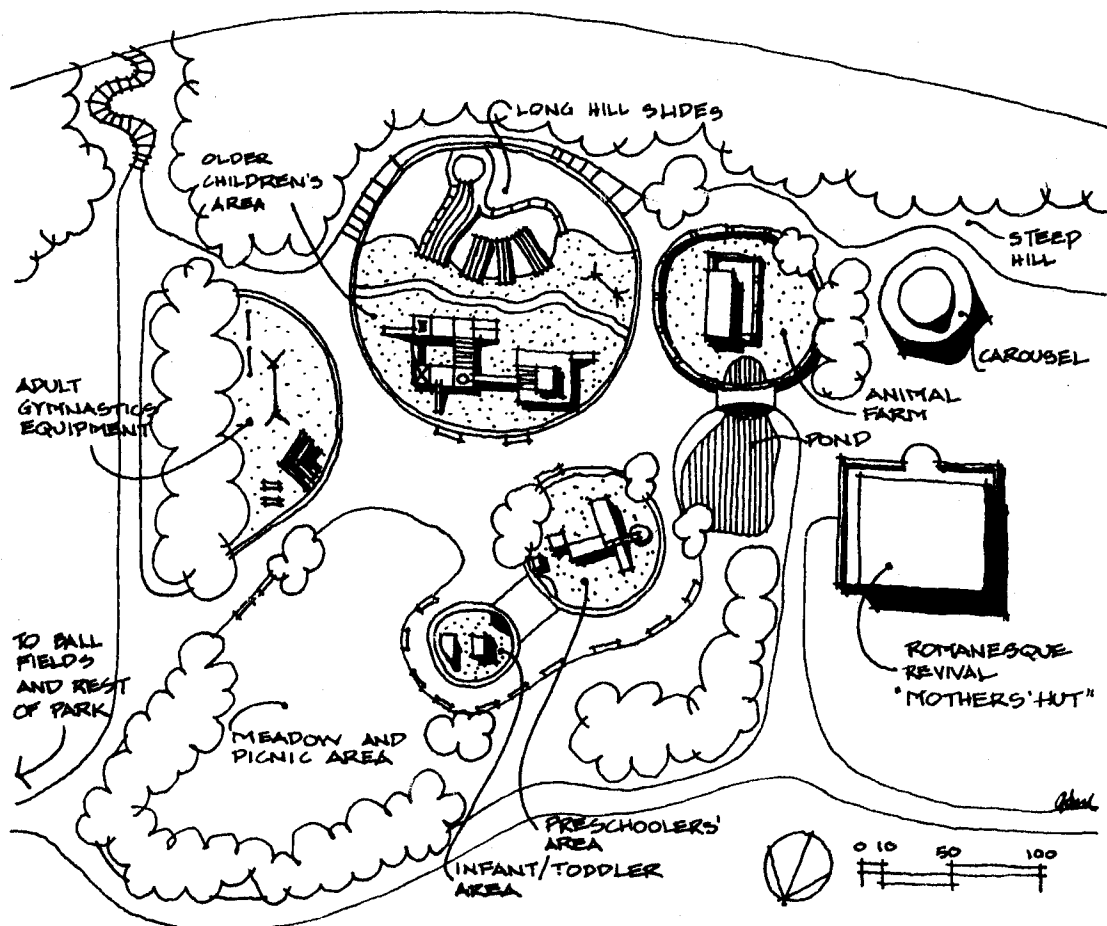 LONG HILL SLIDES
OLDER
CHILDREN'S
AREA
STEEP
HILL
CAROUSEL
ADULT
GYMNASTICS
EQUIPMENT
ANIMAL
FARM
POND
TO BALL
FIELDS
AND REST
OF PARK
ROMANESQUE
REVIVAL
"MOTHERS' HUT"
MEADOW AND
PICNIC AREA
PRESCHOOLERS'
AREA
INFANT/TODDLER
AREA
0 10 50 100